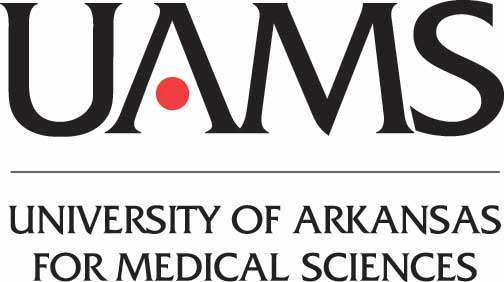 UAMS
UNIVERSITY OF ARKANSAS
FOR MEDICAL SCIENCES